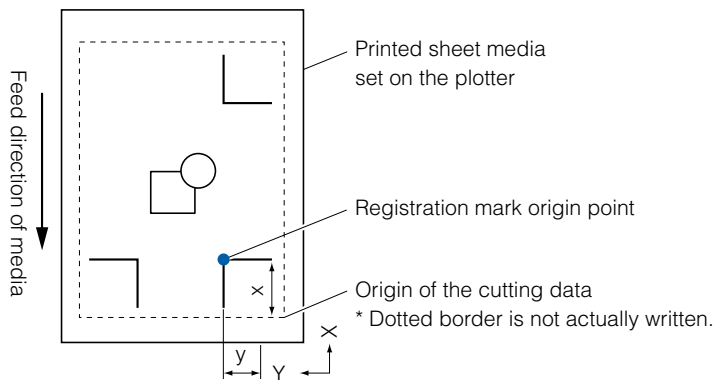 Printed sheet media
set on the plotter
Feed direction of media
Registration mark origin point
x
Origin of the cutting data
* Dotted border is not actually written.
X
y
Y